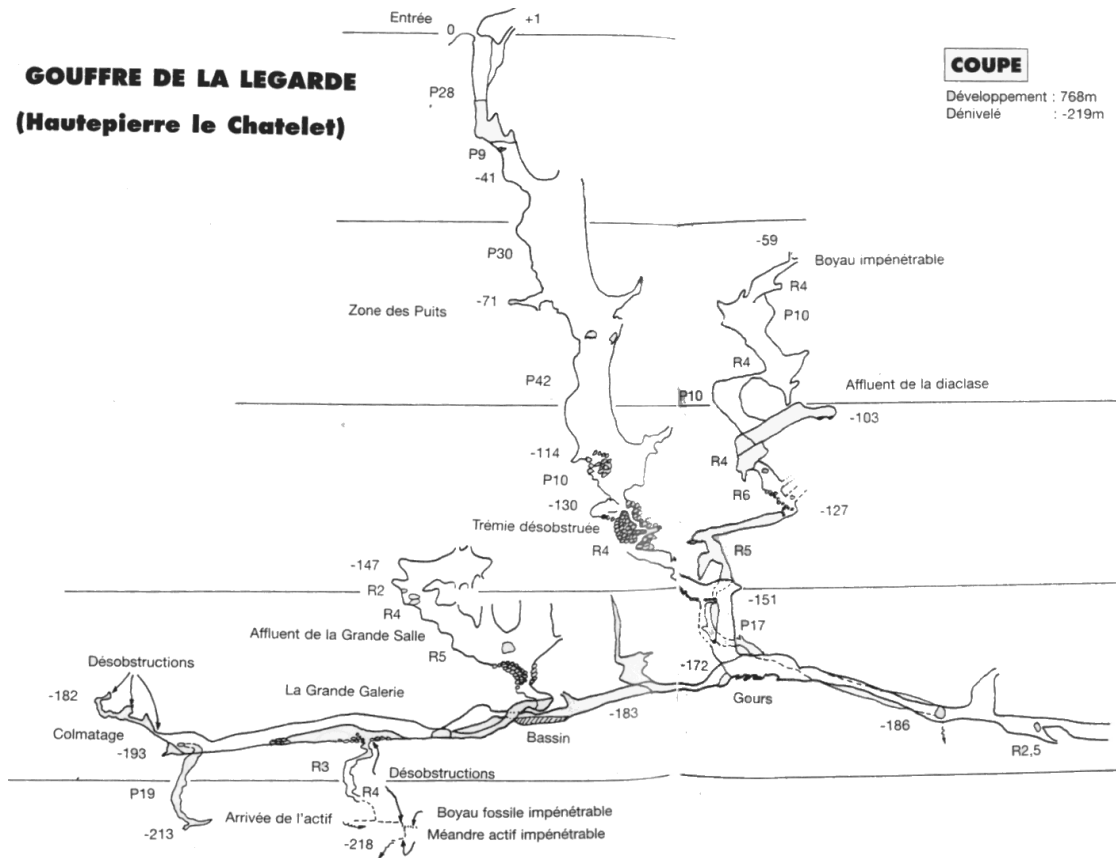 Entrée
0
+1
GOUFFRE DE LA LEGARDE
(Hautepierre le Chatelet)
COUPE
Développement : 768m
Dénivelé : -219m
P28
P9
-41
P30
-59
Boyau impénétrable
R4
-71
Zone des Puits
P10
R4
P42
P10
Affluent de la diaclase
-103
-114
R4
P10
R6
-130
-127
Trémie désobstruée
R4
R5
-147
R2
R4
-151
Affluent de la Grande Salle
P17
R5
Désobstructions
-172
-182
La Grande Galerie
Gours
-183
Colmatage
Bassin
-186
-193
R3
R2,5
Désobstructions
P19
R4
Arrivée de l'actif
Boyau fossile impénétrable
-213
-218
Méandre actif impénétrable